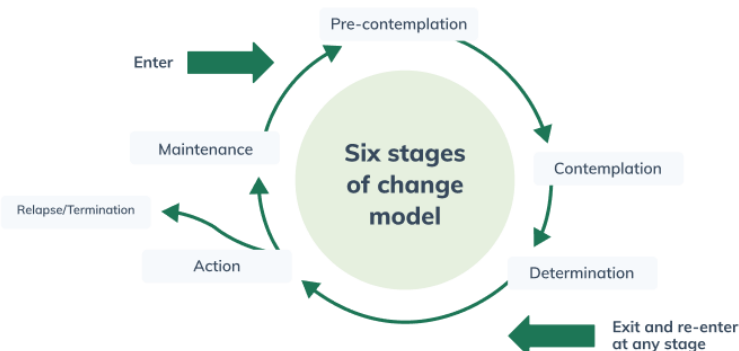 Pre-contemplation
Enter
Maintenance
Six stages
of change
model
Contemplation
Relapse/Termination
Action
Determination
Exit and re-enter
at any stage